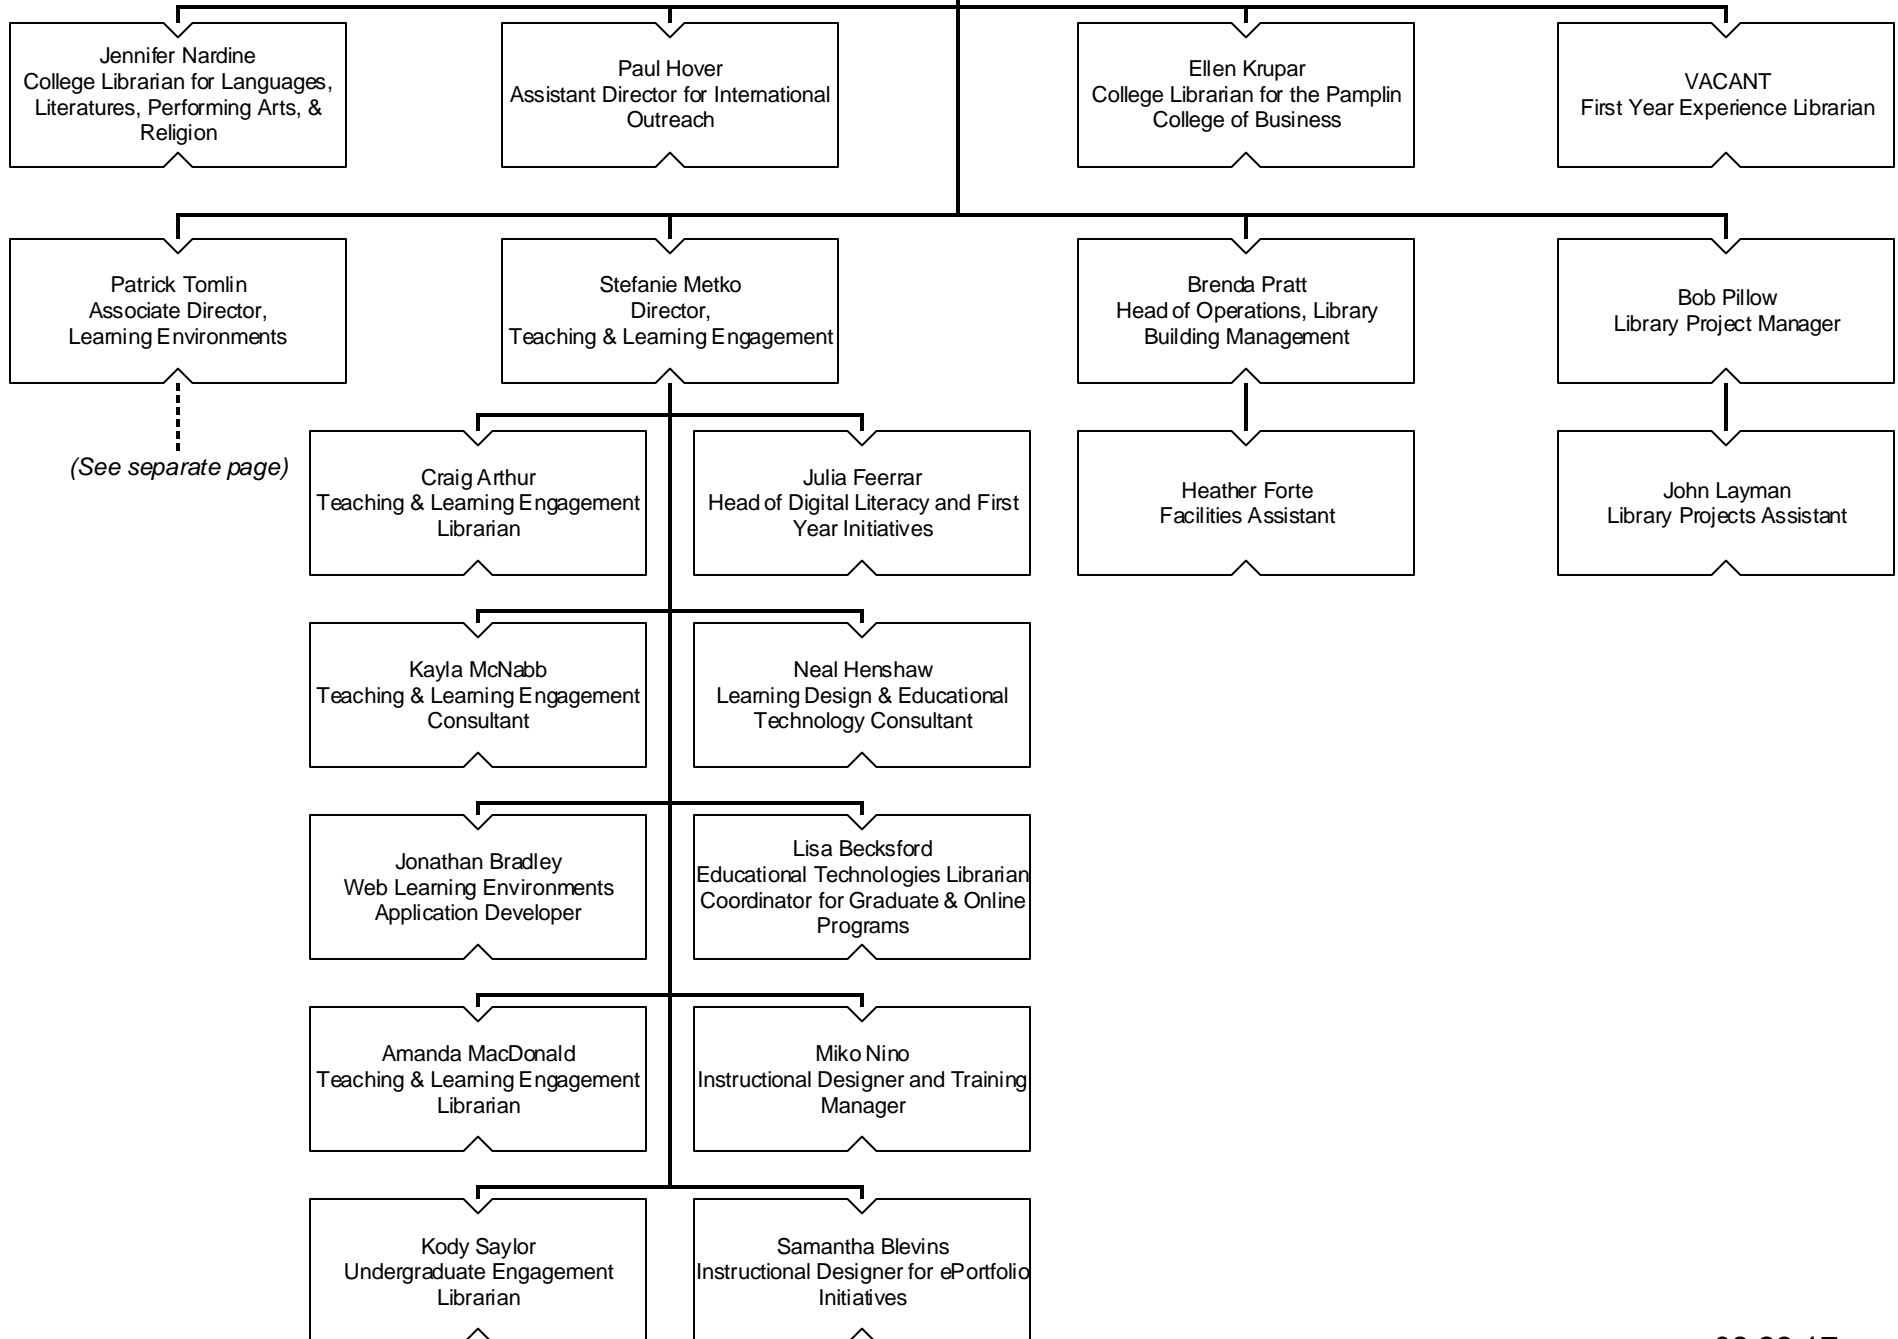 Jennifer Nardine
College Librarian for Languages,
Literatures, Performing Arts, &
Religion
Paul Hover
Assistant Director for International
Outreach
Ellen Krupar
College Librarian for the Pamplin
College of Business
VACANT
First Year Experience Librarian
Patrick Tomlin
Associate Director,
Learning Environments
Stefanie Metko
Director,
Teaching & Learning Engagement
Brenda Pratt
Head of Operations, Library
Building Management
Bob Pillow
Library Project Manager
(See separate page)
Craig Arthur
Teaching & Learning Engagement
Librarian
Julia Feerrar
Head of Digital Literacy and First
Year Initiatives
Heather Forte
Facilities Assistant
John Layman
Library Projects Assistant
Kayla McNabb
Teaching & Learning Engagement
Consultant
Neal Henshaw
Learning Design & Educational
Technology Consultant
Jonathan Bradley
Web Learning Environments
Application Developer
Lisa Becksford
Educational Technologies Librarian
Coordinator for Graduate & Online
Programs
Amanda MacDonald
Teaching & Learning Engagement
Librarian
Miko Nino
Instructional Designer and Training
Manager
Kody Saylor
Undergraduate Engagement
Librarian
Samantha Blevins
Instructional Designer for ePortfolio
Initiatives